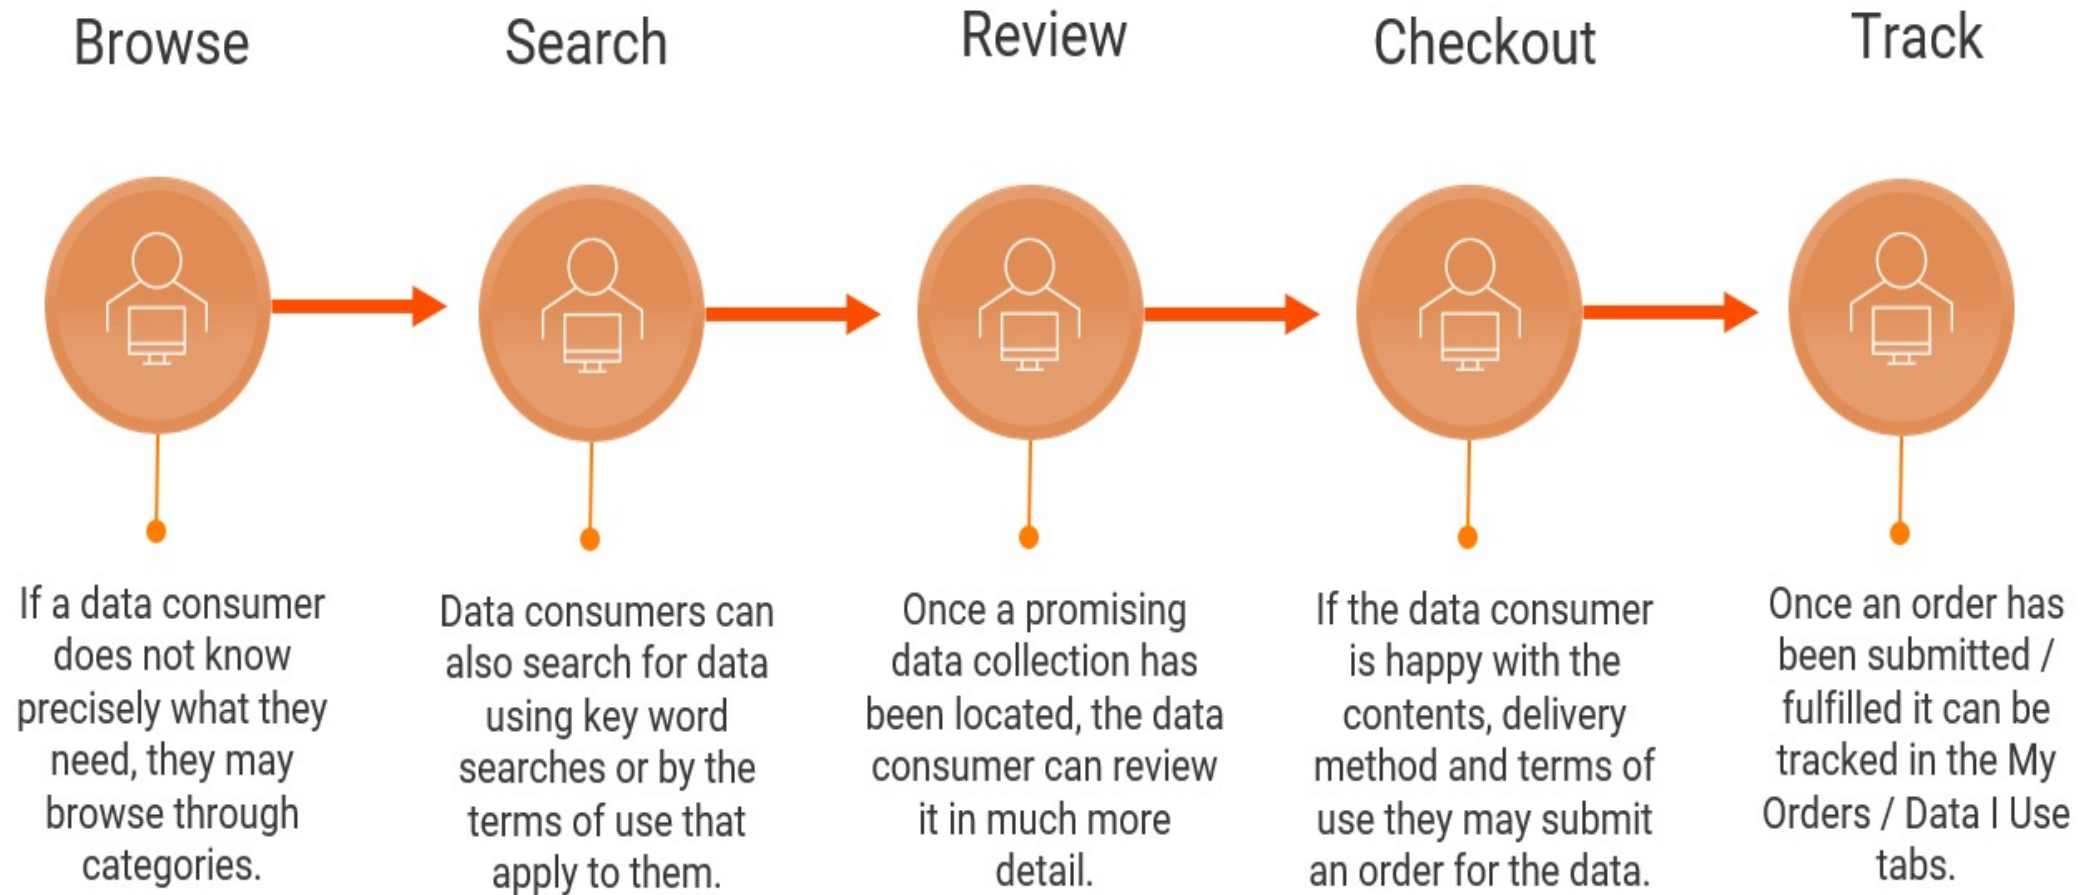 Browse
If a data consumer
does not know
precisely what they
need, they may
browse through
categories.
Search
Data consumers can
also search for data
using key word
searches or by the
terms of use that
apply to them.
Review
Once a promising
data collection has
been located, the data
consumer can review
it in much more
detail.
Checkout
If the data consumer
is happy with the
contents, delivery
method and terms of
use they may submit
an order for the data.
Track
Once an order has
been submitted /
fulfilled it can be
tracked in the My
Orders / Data I Use
tabs.